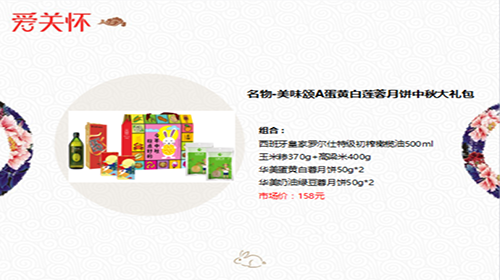 爱关怀
名物-美味颂A蛋黄白莲蓉月饼中秋大礼包
组合：
西班牙皇家罗尔仕特级初榨橄榄油500ml
玉米糁370g+高粱米400g
华美蛋黄白蓉月饼50g*2
华美奶油绿豆蓉月饼50g*2
市场价：158元